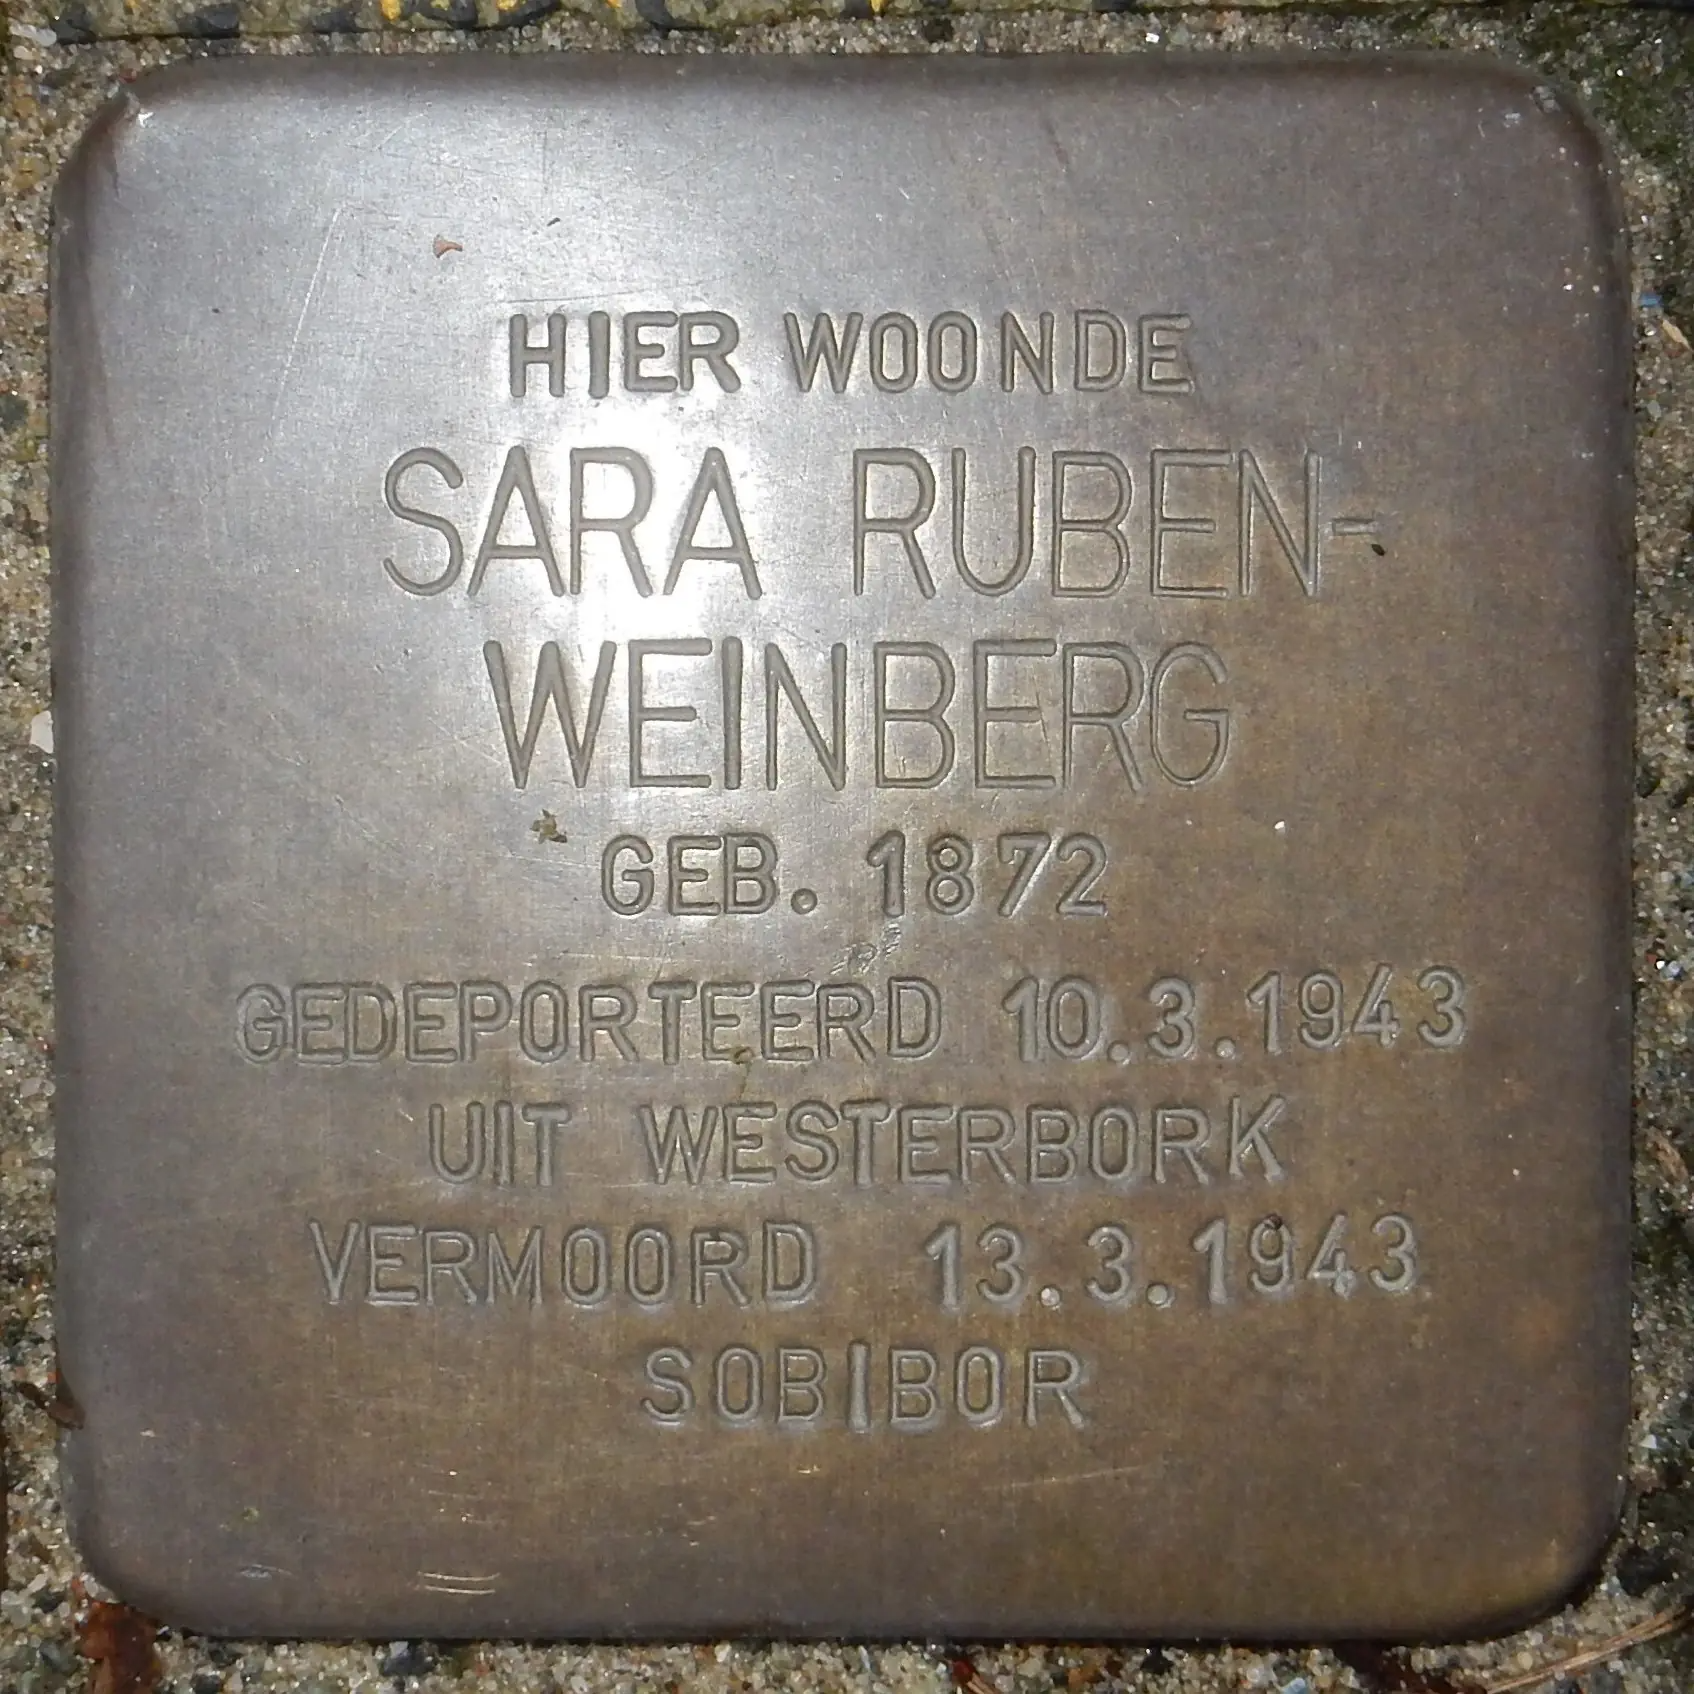 HIER WOONDE
SARA RUBEN-
WEINBERG
GEB. 1872
GEDEPORTEERD 10.3.1943
UIT WESTERBORK
VERMOORD 13.3.1943
SOBIBOR